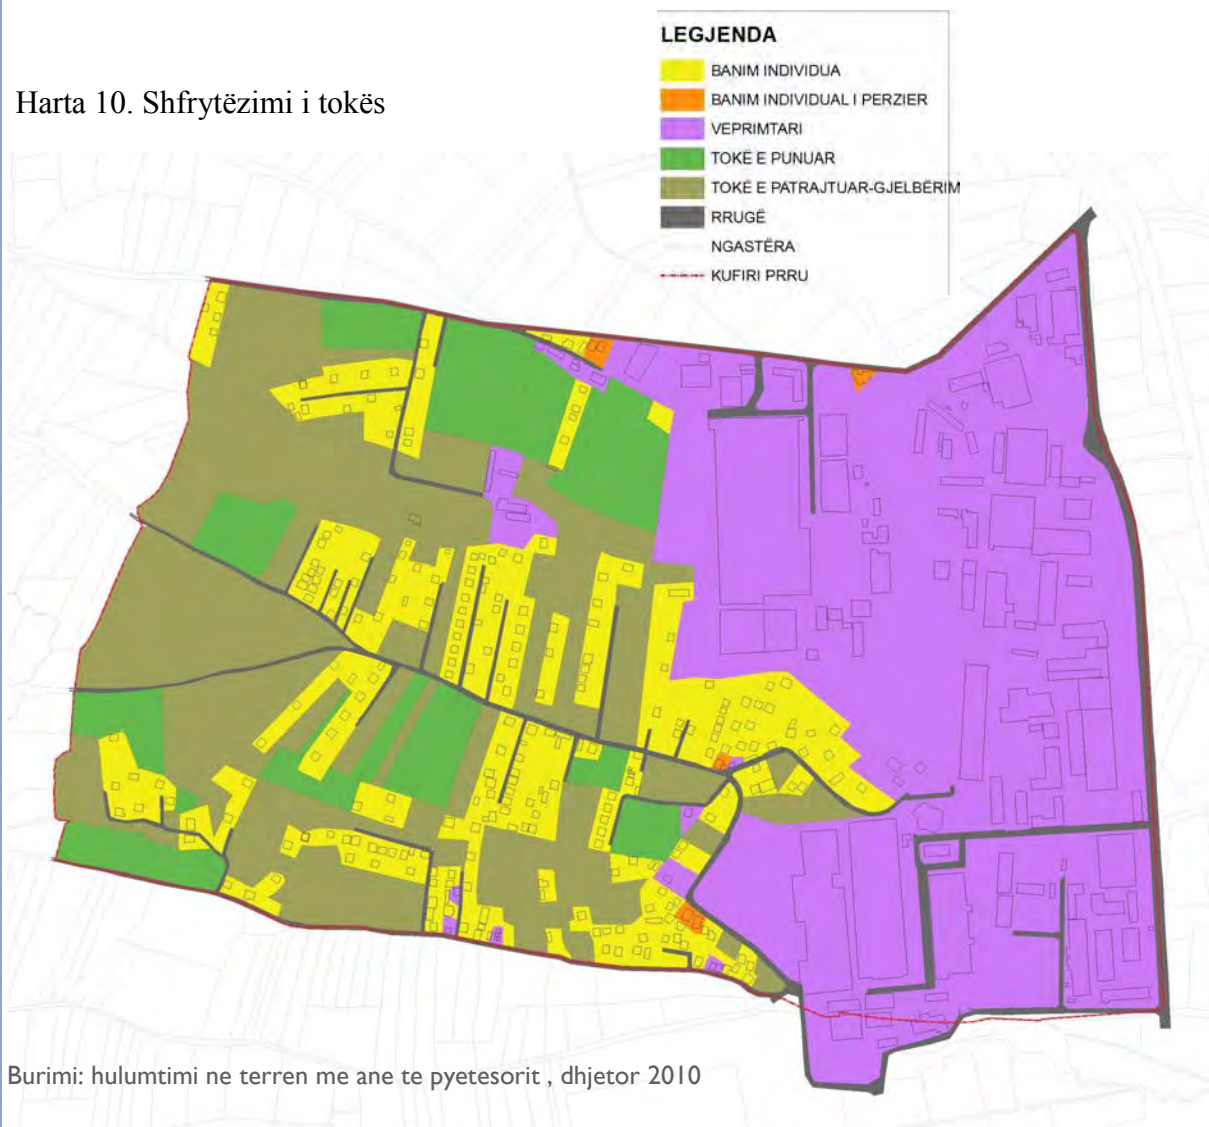 LEGJENDA
BANIM INDIVIDUA
BANIM INDIVIDUAL I PERZIER
VEPRIMTARI
TOKË E PUNUAR
TOKË E PATRAJTUAR-GJELBËRIM
RRUGË
NGASTËRA
KUFIRI PRRU
Harta 10. Shfrytëzimi i tokës
Burimi: hulumtimi ne terren me ane te pyetesorit , dhjetor 2010